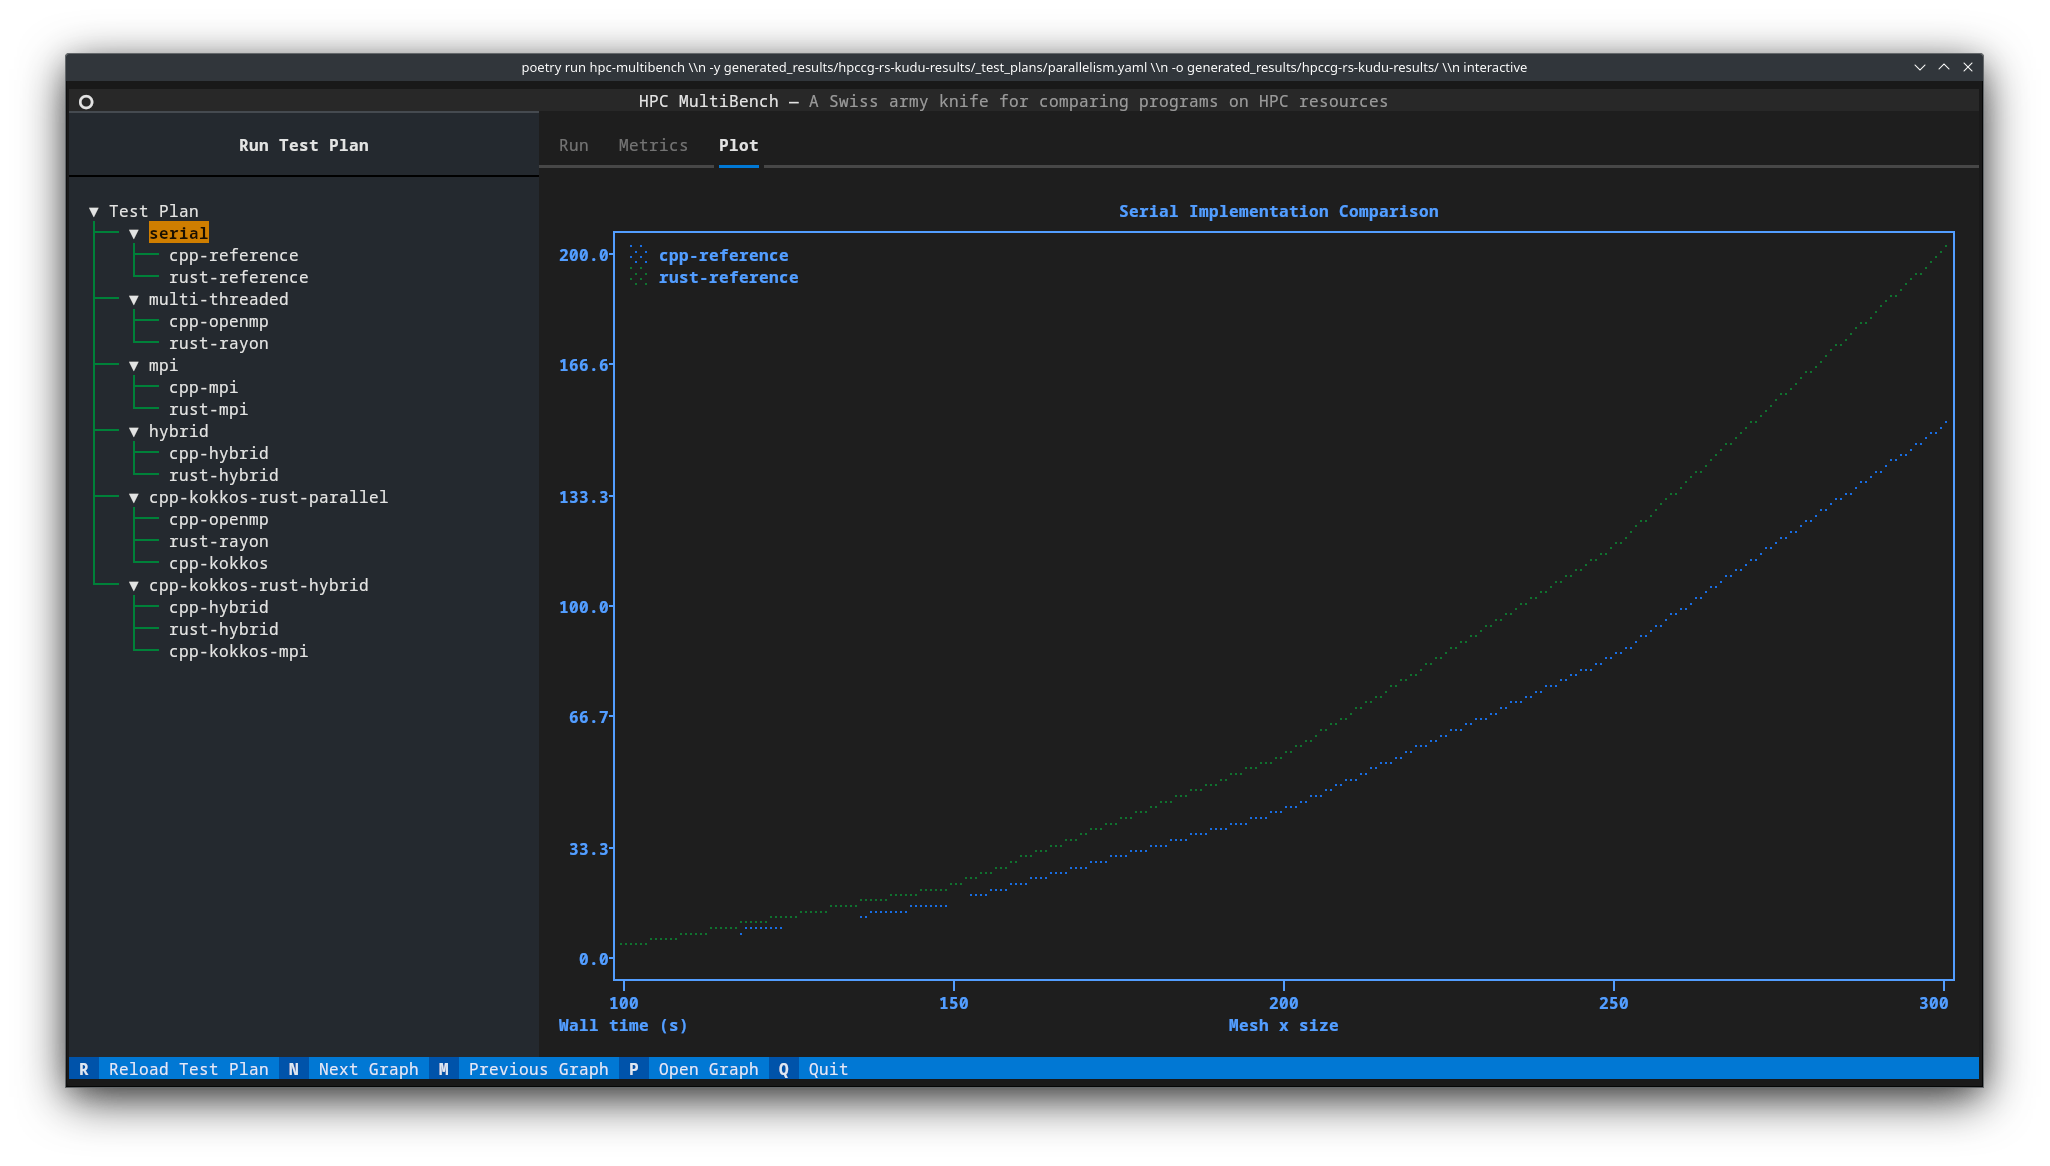 poetry run hpc-multibench \\n -y generated_results/hpccg-rs-kudu-results/_test_plans/parallelism.yaml \\n -o generated_results/hpccg-rs-kudu-results/ \\n interactive
HPC MultiBench — A Swiss army knife for comparing programs on HPC resources
Run Test Plan
▼ Test Plan
▼ serial
cpp-reference
rust-reference
▼ multi-threaded
cpp-openmp
rust-rayon
▼ mpi
cpp-mpi
rust-mpi
▼ hybrid
cpp-hybrid
rust-hybrid
▼ cpp-kokkos-rust-parallel
cpp-openmp
rust-rayon
cpp-kokkos
▼ cpp-kokkos-rust-hybrid
cpp-hybrid
rust-hybrid
cpp-kokkos-mpi
Run Metrics Plot
Serial Implementation Comparison
cpp-reference
rust-reference
200.0
166.6
133.3
100.0
66.7
33.3
0.0
100 150 200 250 300
Wall time (s) Mesh x size
R Reload Test Plan N Next Graph M Previous Graph P Open Graph Q Quit